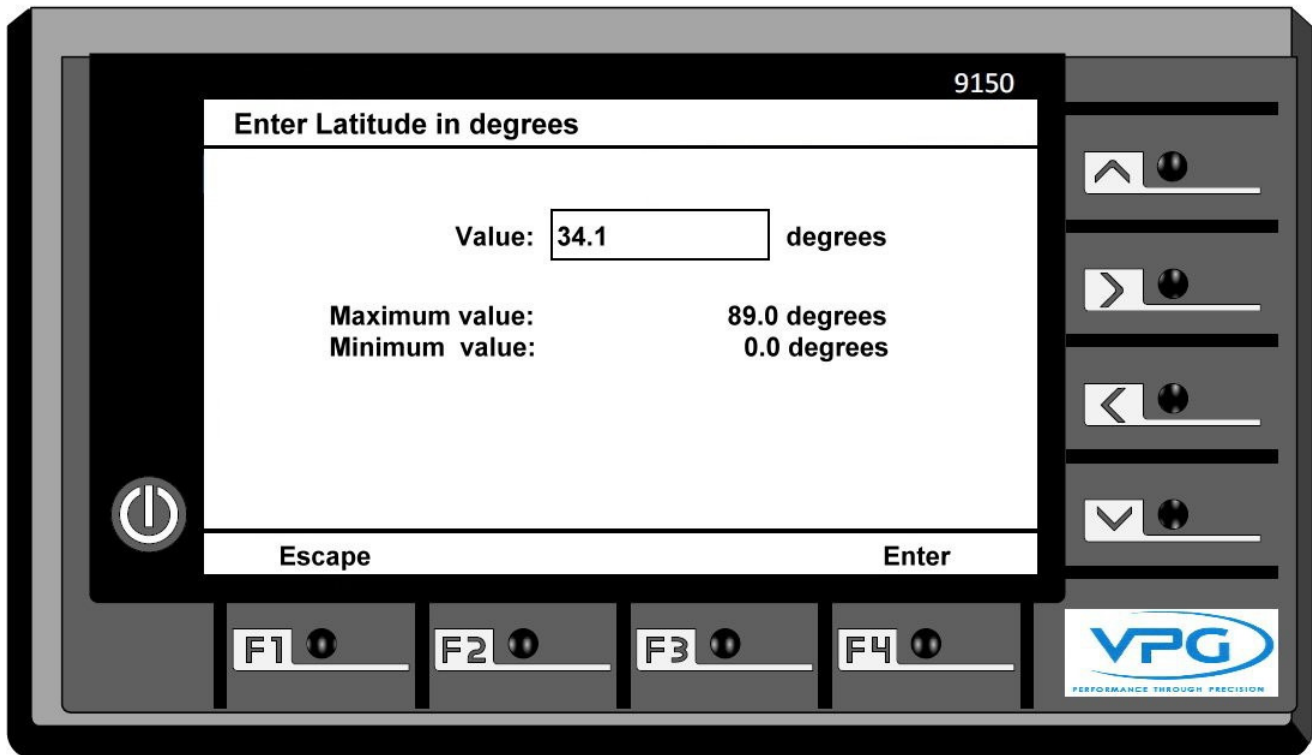 9150
Enter Latitude in degrees
Value: 34.1 degrees
Maximum value: 89.0 degrees
Minimum value: 0.0 degrees
Escape Enter
F1 F2 F3 F4
VPG
PERFORMANCE THROUGH PRECISION